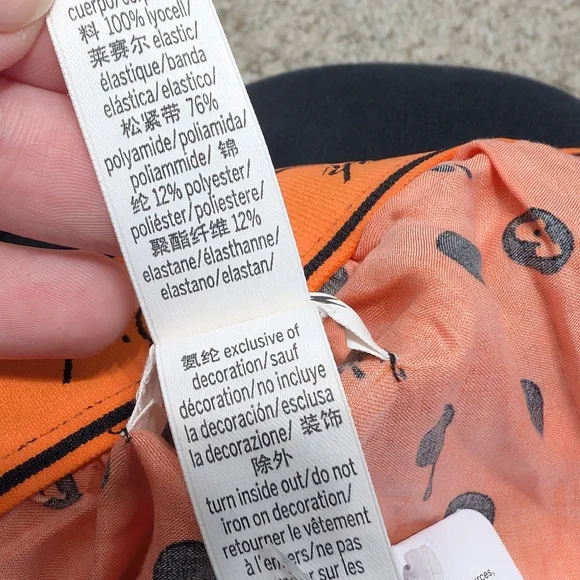 cuerpo/
料 100% lyocell/
莱赛尔 elastic/
élastique/banda
elástica/elastico/
松紧带 76%
polyamide/poliamida/
poliammide/ 锦
纶 12% polyester/
poliéster/poliestere/
聚酯纤维 12%
elastane/élasthanne/
elastano/elastan/
氨纶 exclusive of
decoration/sauf
décoration/no incluye
la decoración/esclusa
la decorazione/ 装饰
除外
turn inside out/do not
iron on decoration/
retourner le vêtement
à l'envers/ne pas
sur les